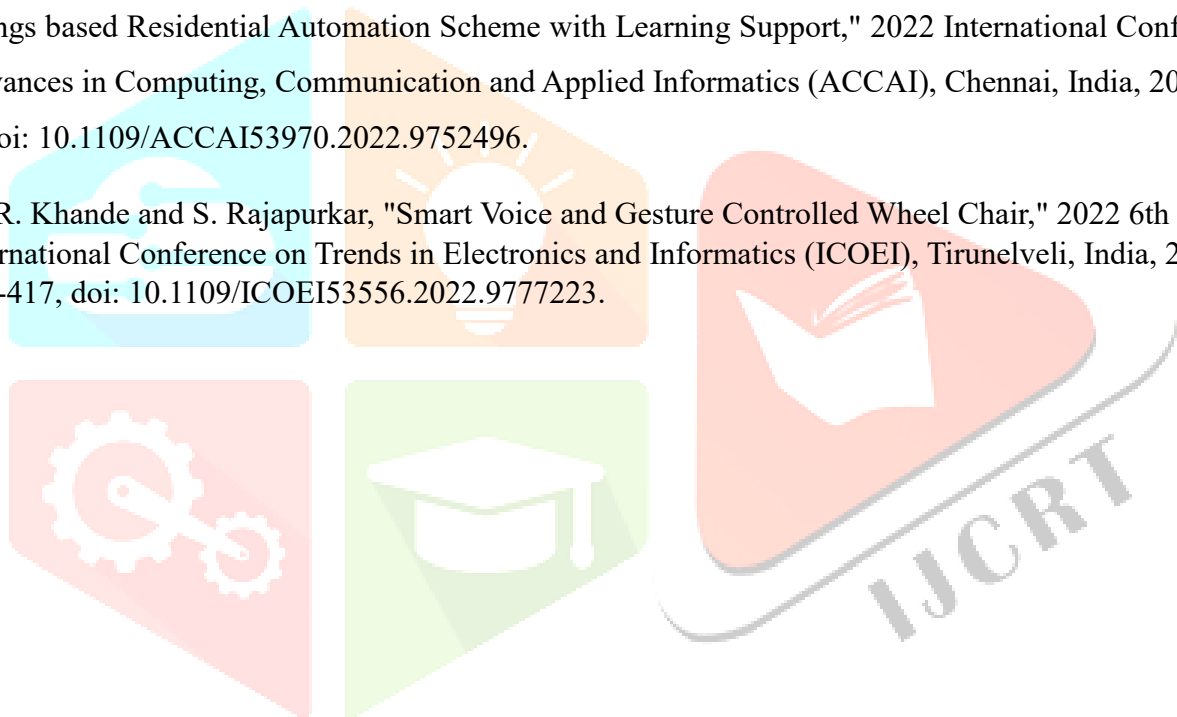 ngs based Residential Automation Scheme with Learning Support," 2022 International Conf
vances in Computing, Communication and Applied Informatics (ACCAI), Chennai, India, 20
oi: 10.1109/ACCAI53970.2022.9752496.
R. Khande and S. Rajapurkar, "Smart Voice and Gesture Controlled Wheel Chair," 2022 6th
rnational Conference on Trends in Electronics and Informatics (ICOEI), Tirunelveli, India, 2
-417, doi: 10.1109/ICOEI53556.2022.9777223.
IJCRT